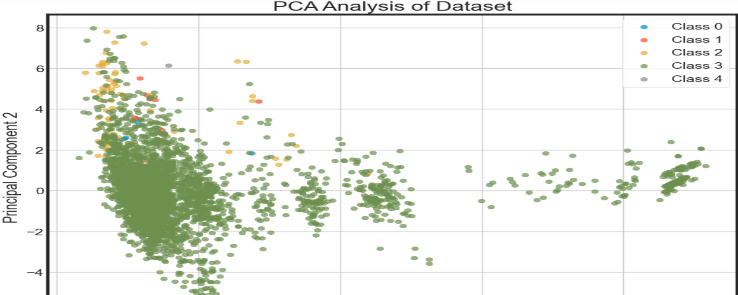 PCA Analysis of Dataset
Class 0
Class 1
Class 2
Class 3
Class 4
Principal Component 2
8
6
4
2
0
−2
−4